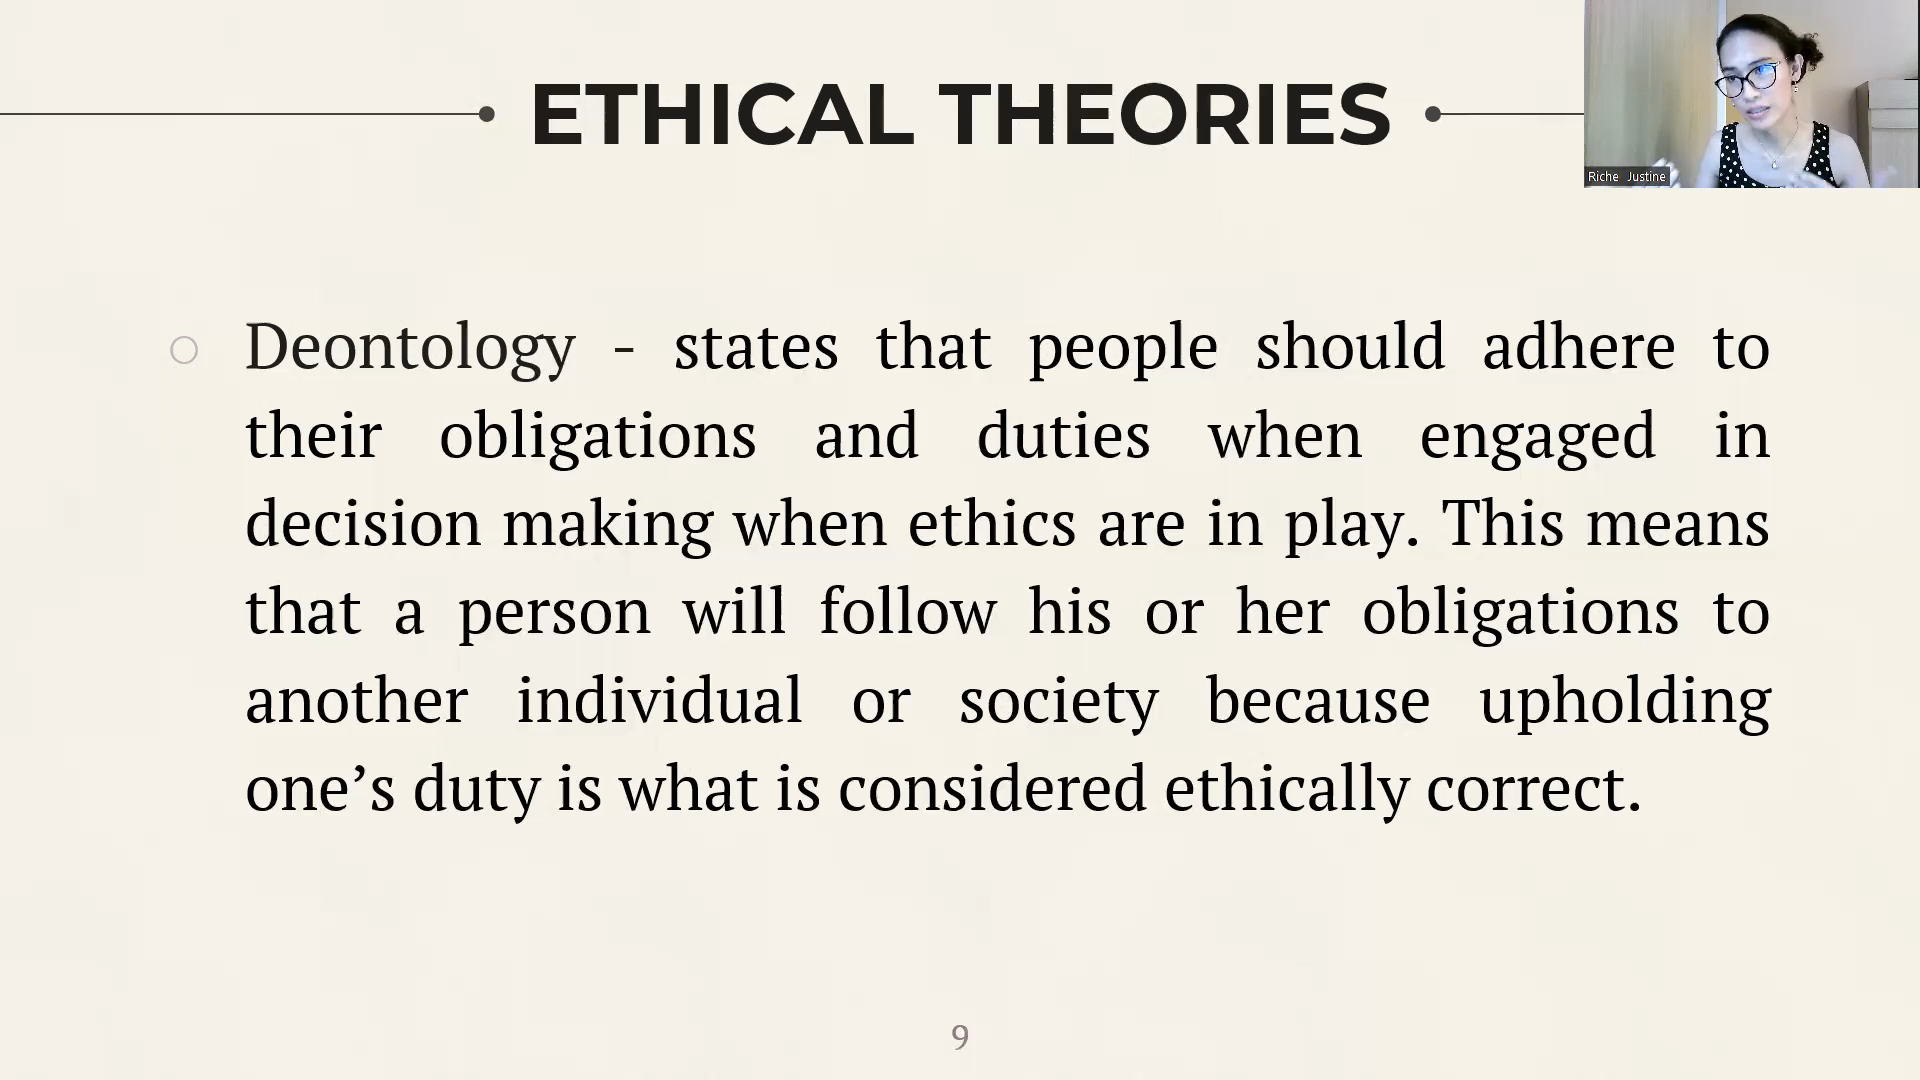 ETHICAL THEORIES
Riche Justine
Deontology - states that people should adhere to
their obligations and duties when engaged in
decision making when ethics are in play. This means
that a person will follow his or her obligations to
another individual or society because upholding
one’s duty is what is considered ethically correct.
9